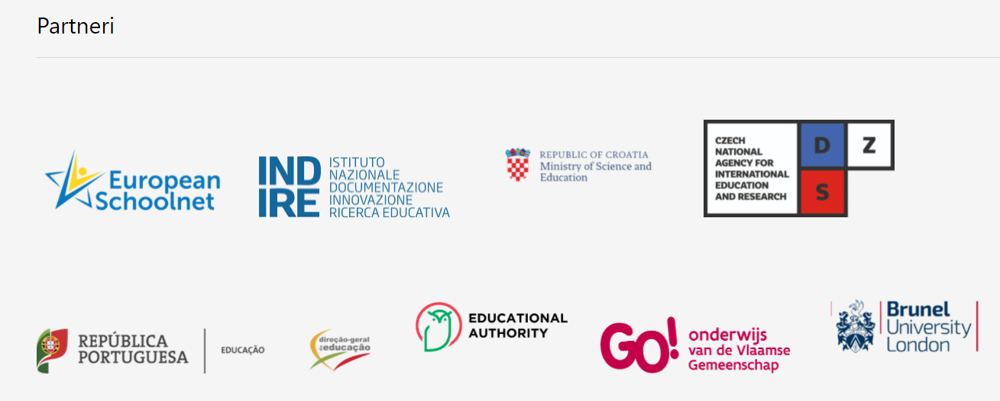 Partneri
European
Schoolnet
IND
IRE
ISTITUTO
NAZIONALE
DOCUMENTAZIONE
INNOVAZIONE
RICERCA EDUCATIVA
REPUBLIC OF CROATIA
Ministry of Science and
Education
CZECH
NATIONAL
AGENCY FOR
INTERNATIONAL
EDUCATION
AND RESEARCH
D Z
S
REPÚBLICA
PORTUGUESA
EDUCAÇÃO
direção-geral
da educação
EDUCATIONAL
AUTHORITY
GO!
onderwijs
van de Vlaamse
Gemeenschap
Brunel
University
London